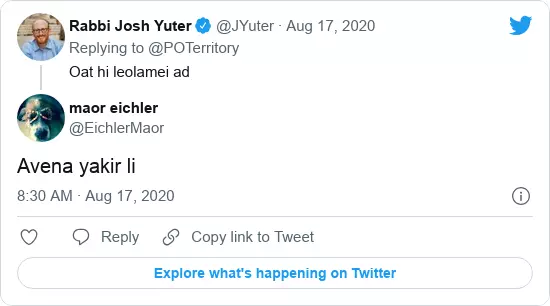 Rabbi Josh Yuter @JYuter · Aug 17, 2020
Replying to @POTerritory
Oat hi leolamei ad
maor eichler
@EichlerMaor
Avena yakir li
8:30 AM · Aug 17, 2020
Reply Copy link to Tweet
Explore what's happening on Twitter